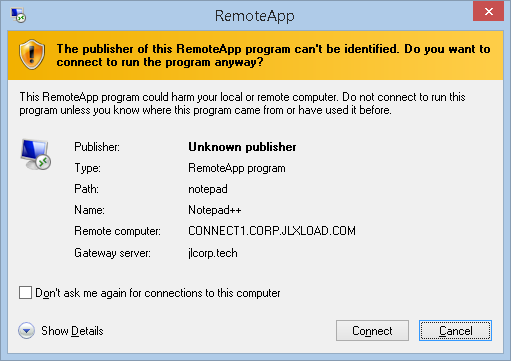 RemoteApp
The publisher of this RemoteApp program can't be identified. Do you want to
connect to run the program anyway?
This RemoteApp program could harm your local or remote computer. Do not connect to run this
program unless you know where this program came from or have used it before.
Publisher: Unknown publisher
Type: RemoteApp program
Path: notepad
Name: Notepad++
Remote computer: CONNECT1.CORP.JLXLOAD.COM
Gateway server: jlcorp.tech
Don't ask me again for connections to this computer
Show Details Connect Cancel